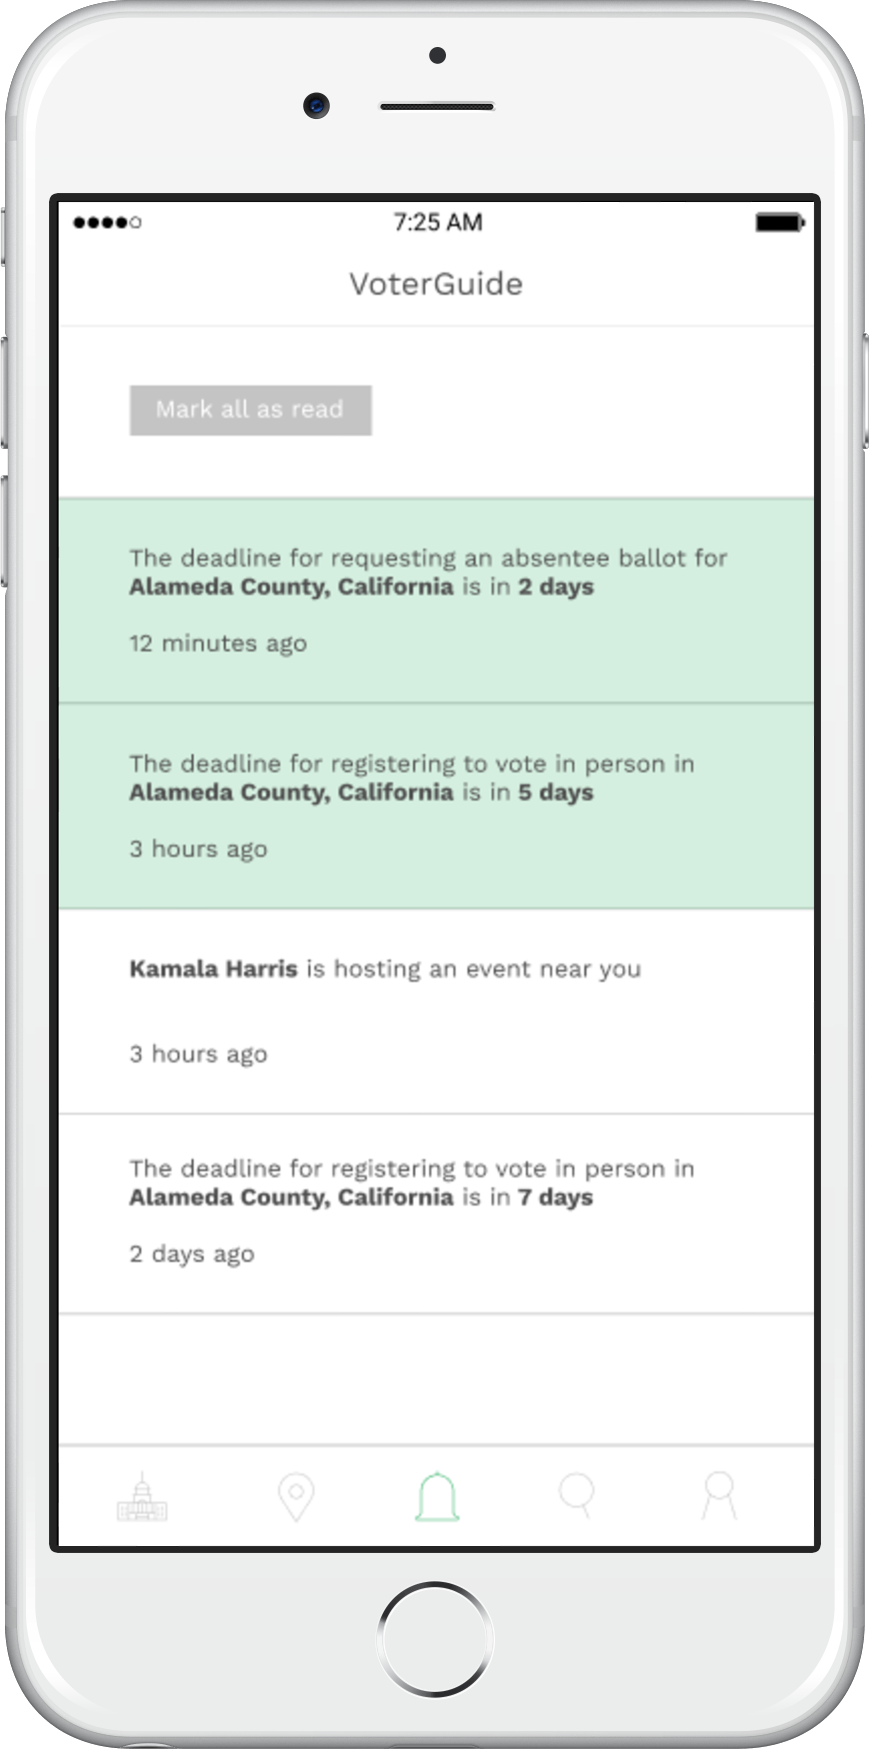 7:25 AM
VoterGuide
Mark all as read
The deadline for requesting an absentee ballot for
Alameda County, California is in 2 days
12 minutes ago
The deadline for registering to vote in person in
Alameda County, California is in 5 days
3 hours ago
Kamala Harris is hosting an event near you
3 hours ago
The deadline for registering to vote in person in
Alameda County, California is in 7 days
2 days ago